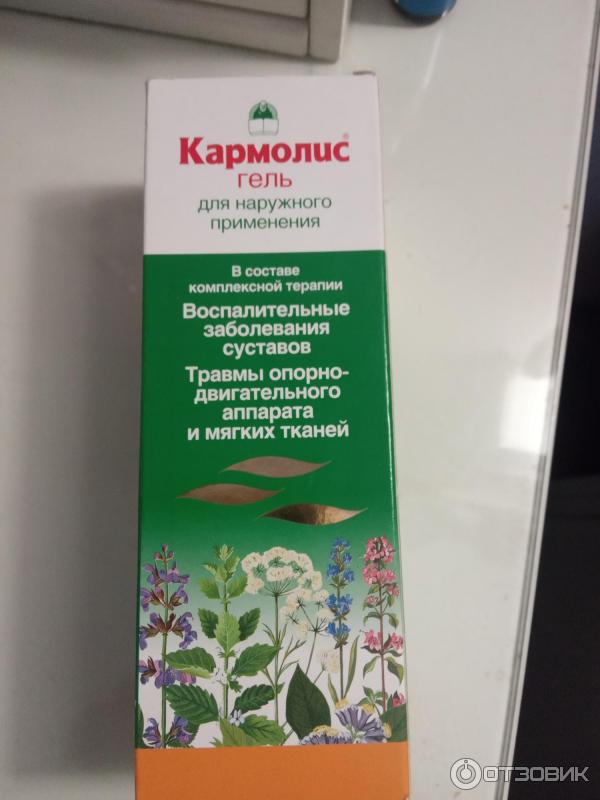 Кармолис®
гель
для наружного
применения
В составе
комплексной терапии
Воспалительные
заболевания
суставов
Травмы опорно-
двигательного
аппарата
и мягких тканей
ОТЗОВИК